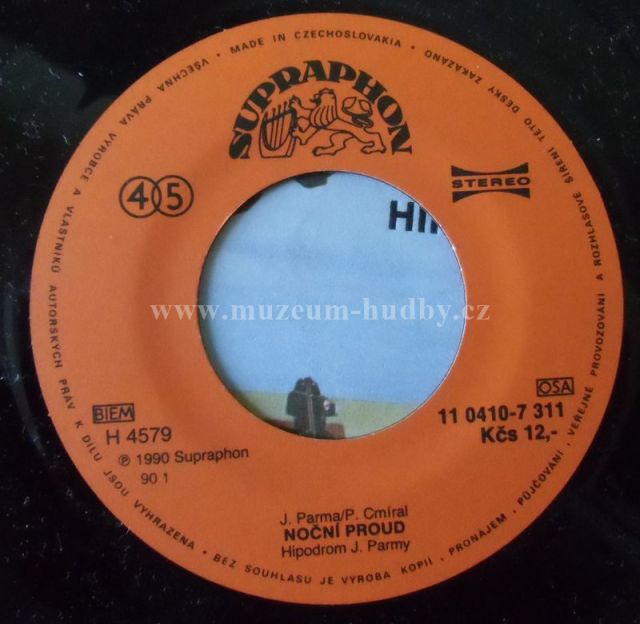 VŠECHNA PRÁVA VÝROBCE A VLASTNÍKŮ AUTORSKÝCH PRÁV K DÍLU JSOU VYHRAZENA • BEZ SOUHLASU JE VÝROBA KOPIÍ, PRONÁJEM, PŮJČOVÁNÍ, VEŘEJNÉ PROVOZOVÁNÍ A ROZHLASOVÉ ŠÍŘENÍ TÉTO DESKY ZAKÁZÁNO • MADE IN CZECHOSLOVAKIA •
SUPRAPHON
45
STEREO
HI
www.muzeum-hudby.cz
BIEM
OSA
H 4579
11 0410-7 311
Kčs 12,-
℗ 1990 Supraphon
90 1
J. Parma/P. Cmíral
NOČNÍ PROUD
Hipodrom J. Parmy